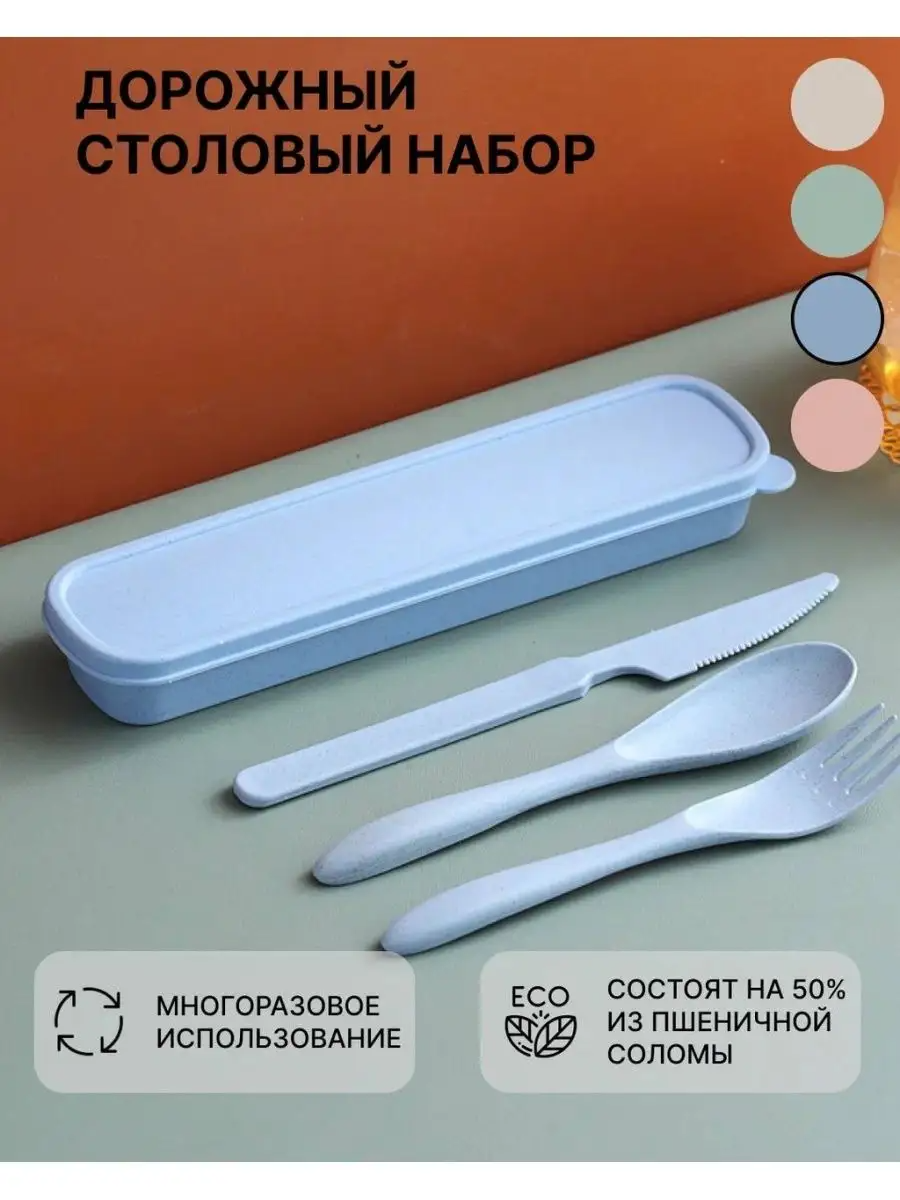 ДОРОЖНЫЙ
СТОЛОВЫЙ НАБОР
МНОГОРАЗОВОЕ
ИСПОЛЬЗОВАНИЕ
ECO
СОСТОЯТ НА 50%
ИЗ ПШЕНИЧНОЙ
СОЛОМЫ